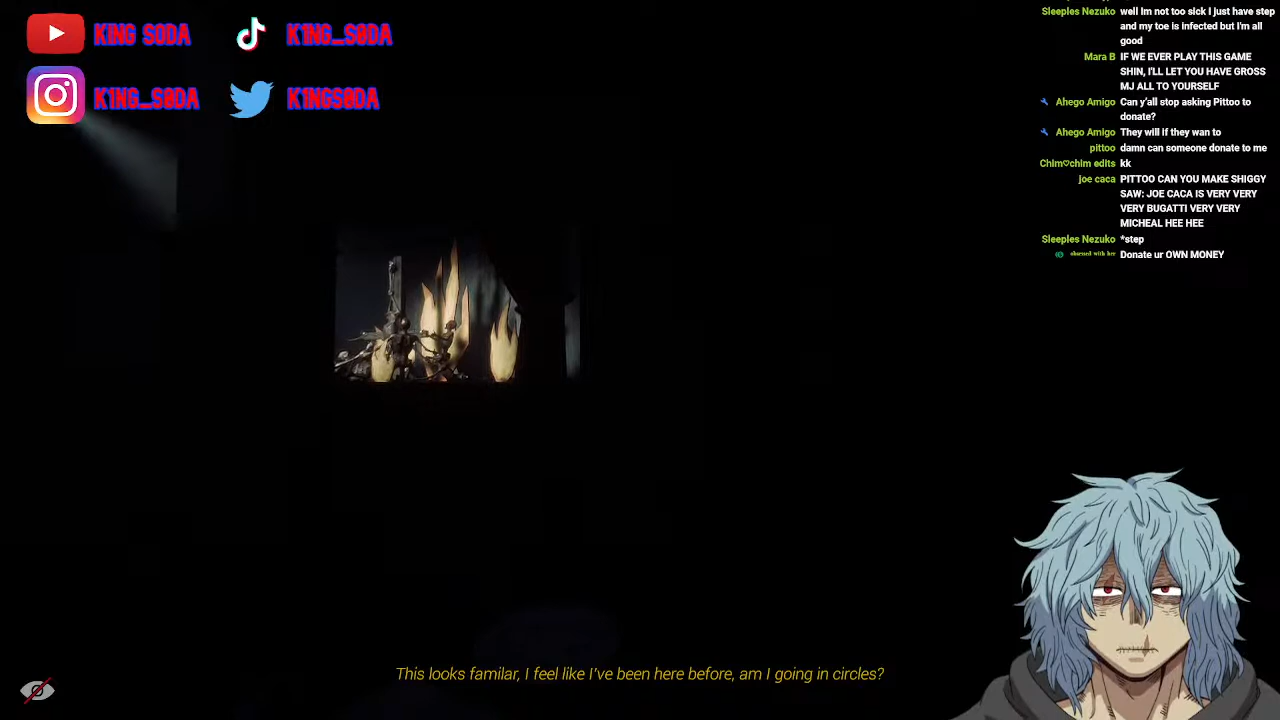 KING SODA
K1NG_S0DA
K1NG_S0DA
K1NGS0DA
Sleeples Nezuko well Im not too sick I just have step
and my toe is infected but I'm all
good
Mara B IF WE EVER PLAY THIS GAME
SHIN, I'LL LET YOU HAVE GROSS
MJ ALL TO YOURSELF
Ahego Amigo Can y'all stop asking Pittoo to
donate?
Ahego Amigo They will if they wan to
pittoo damn can someone donate to me
Chim♡chim edits kk
joe caca PITTOO CAN YOU MAKE SHIGGY
SAW: JOE CACA IS VERY VERY
VERY BUGATTI VERY VERY
MICHEAL HEE HEE
Sleeples Nezuko *step
obsessed with her Donate ur OWN MONEY
This looks familar, I feel like I've been here before, am I going in circles?